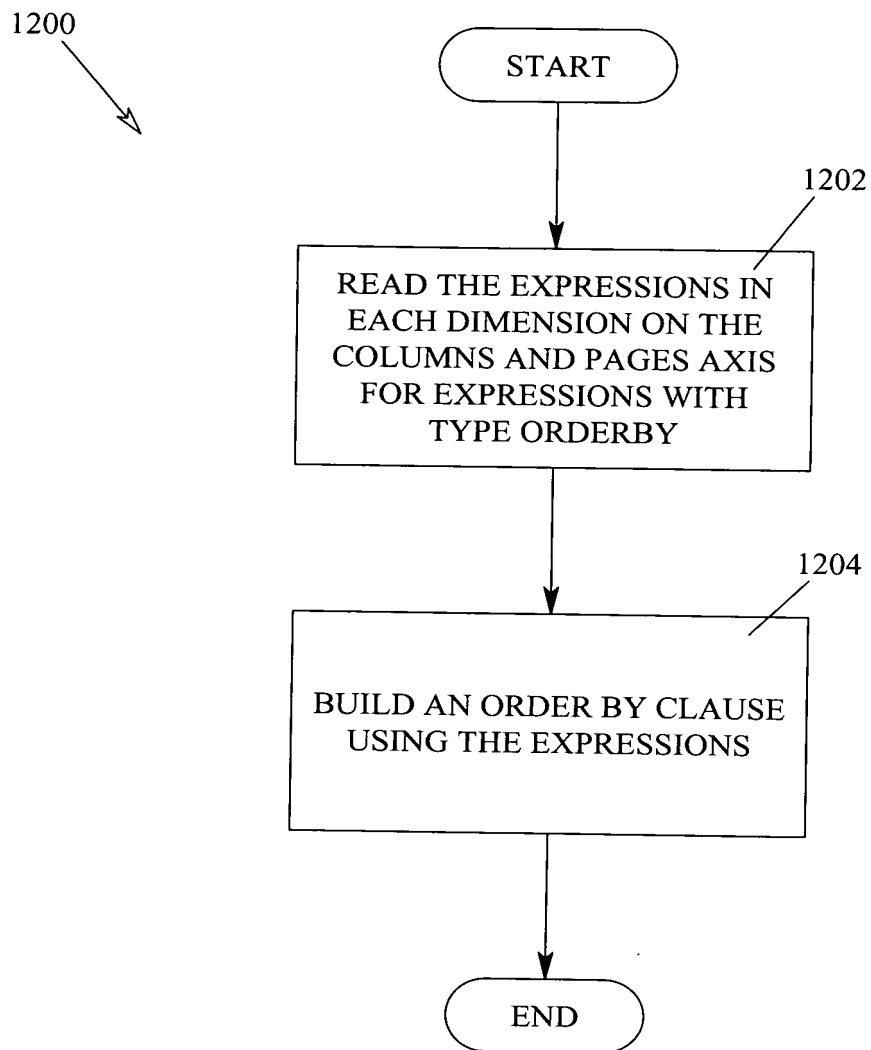 1200
START
1202
READ THE EXPRESSIONS IN
EACH DIMENSION ON THE
COLUMNS AND PAGES AXIS
FOR EXPRESSIONS WITH
TYPE ORDERBY
1204
BUILD AN ORDER BY CLAUSE
USING THE EXPRESSIONS
END